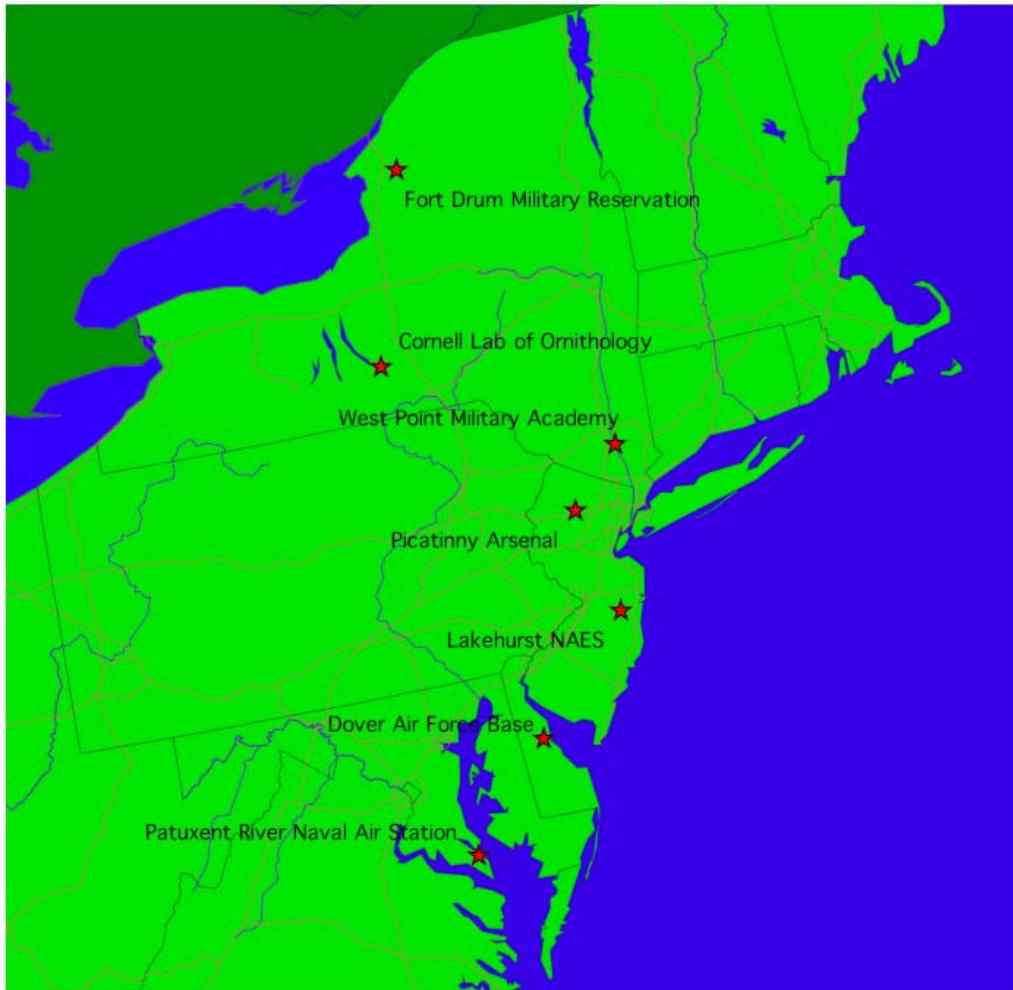 Fort Drum Military Reservation
Cornell Lab of Ornithology
West Point Military Academy
Picatinny Arsenal
Lakehurst NAES
Dover Air Force Base
Patuxent River Naval Air Station